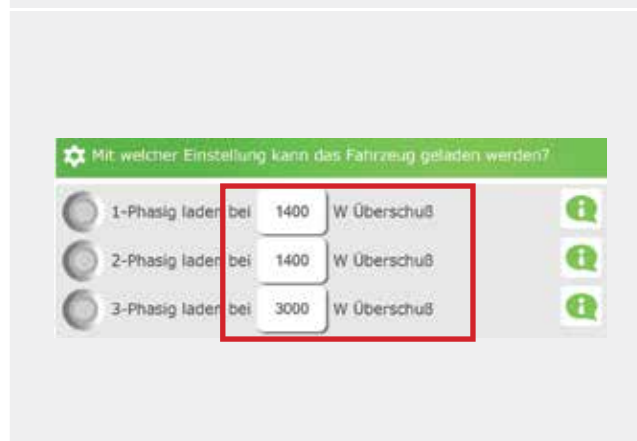 Mit welcher Einstellung kann das Fahrzeug geladen werden?
1-Phasig laden bei 1400 W Überschuß
2-Phasig laden bei 1400 W Überschuß
3-Phasig laden bei 3000 W Überschuß